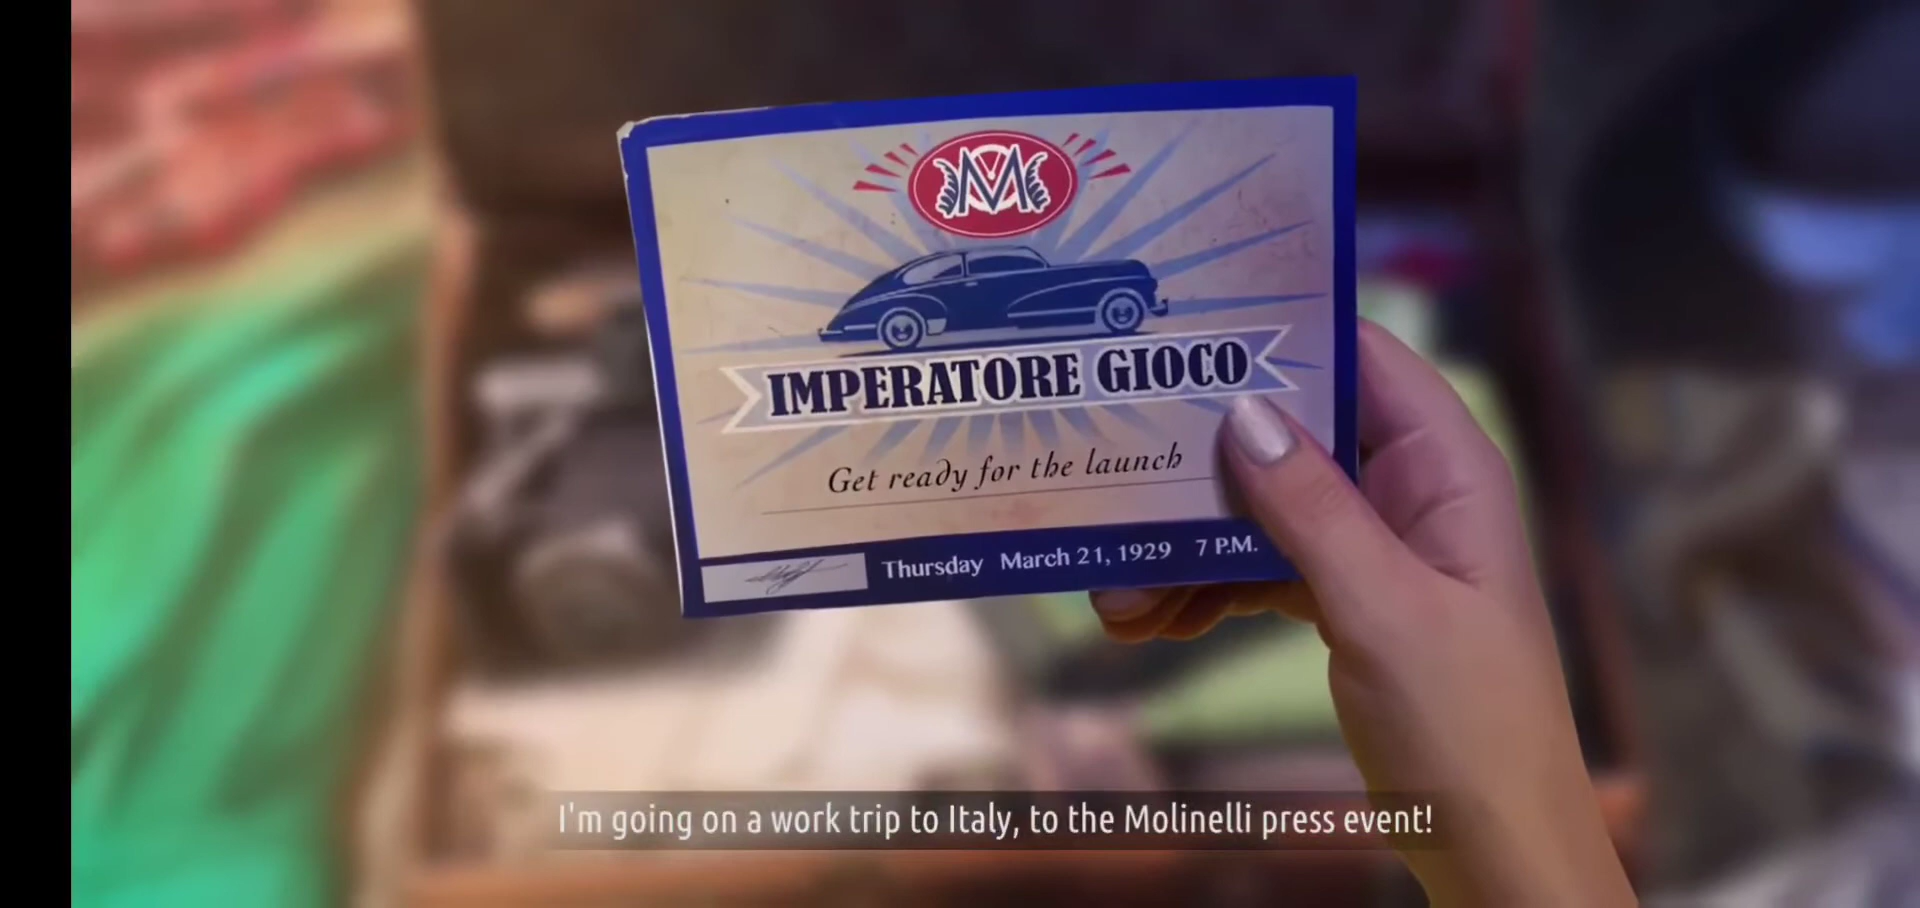 M
IMPERATORE GIOCO
Get ready for the launch
Thursday March 21, 1929 7 P.M.
I'm going on a work trip to Italy, to the Molinelli press event!